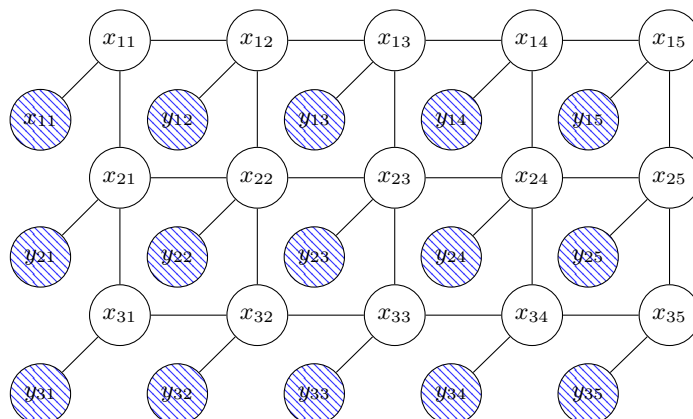 x11 x12 x13 x14 x15
x11 y12 y13 y14 y15
x21 x22 x23 x24 x25
y21 y22 y23 y24 y25
x31 x32 x33 x34 x35
y31 y32 y33 y34 y35